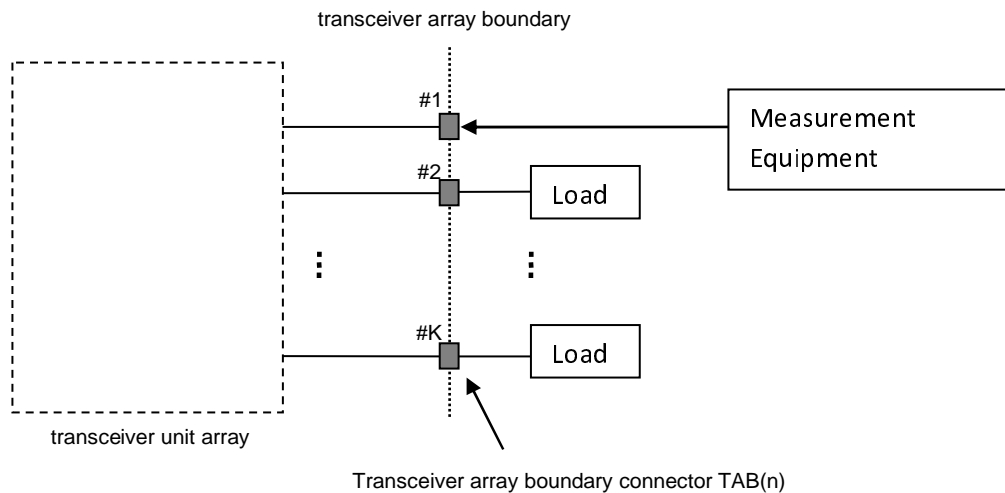 transceiver array boundary
#1
Measurement
Equipment
#2
Load
#K
Load
transceiver unit array
Transceiver array boundary connector TAB(n)